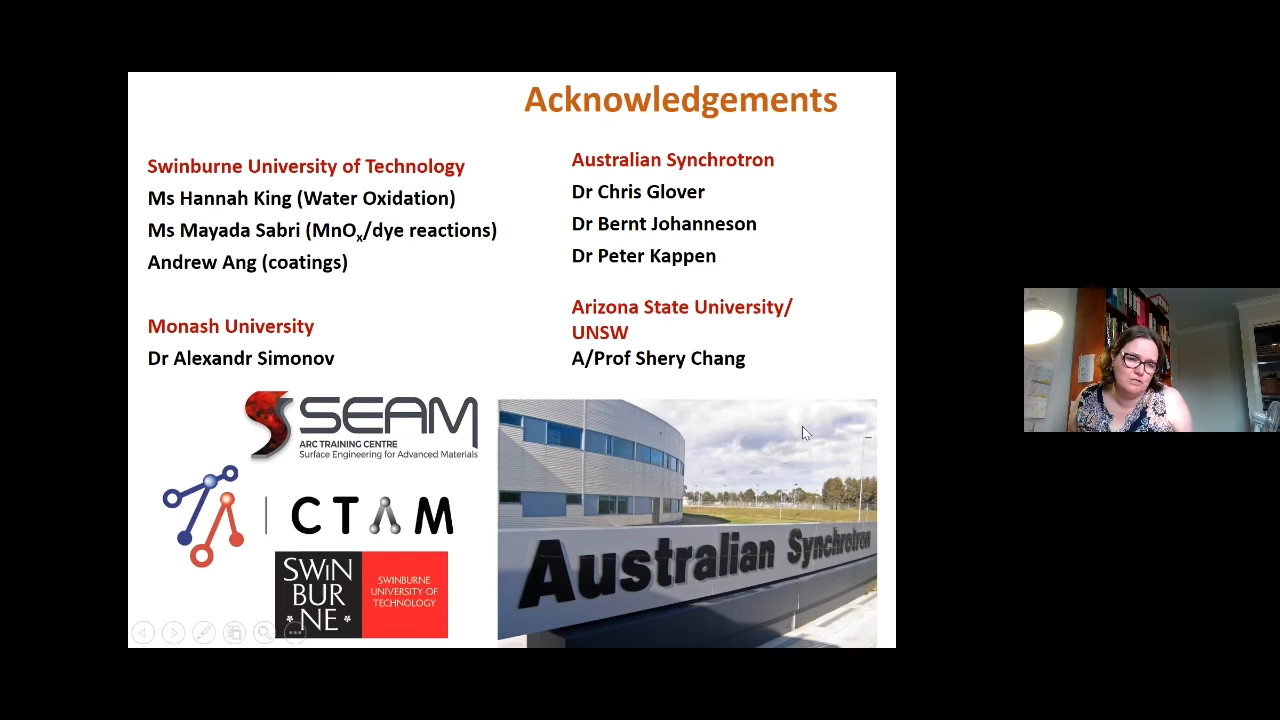 Acknowledgements
Swinburne University of Technology
Ms Hannah King (Water Oxidation)
Ms Mayada Sabri (MnOx/dye reactions)
Andrew Ang (coatings)
Monash University
Dr Alexandr Simonov
Australian Synchrotron
Dr Chris Glover
Dr Bernt Johanneson
Dr Peter Kappen
Arizona State University/
UNSW
A/Prof Shery Chang
SEAM
ARC TRAINING CENTRE
Surface Engineering for Advanced Materials
CTAM
SWIN
BUR
NE
SWINBURNE
UNIVERSITY OF
TECHNOLOGY
Australian Synchrotron